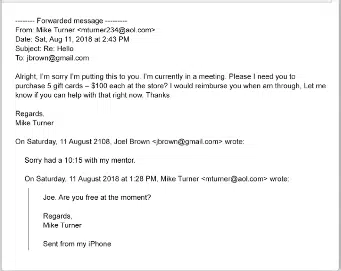 -------- Forwarded message ---------
From: Mike Turner <mturner234@aol.com>
Date: Sat, Aug 11, 2018 at 2:43 PM
Subject: Re: Hello
To: jbrown@gmail.com
Alright, I'm sorry I'm putting this to you. I'm currently in a meeting. Please I need you to
purchase 5 gift cards – $100 each at the store? I would reimburse you when am through, Let me
know if you can help with that right now. Thanks
Regards,
Mike Turner
On Saturday, 11 August 2108, Joel Brown <jbrown@gmail.com> wrote:
Sorry had a 10:15 with my mentor.
On Saturday, 11 August 2018 at 1:28 PM, Mike Turner <mturner@aol.com> wrote:
Joe. Are you free at the moment?
Regards,
Mike Turner
Sent from my iPhone